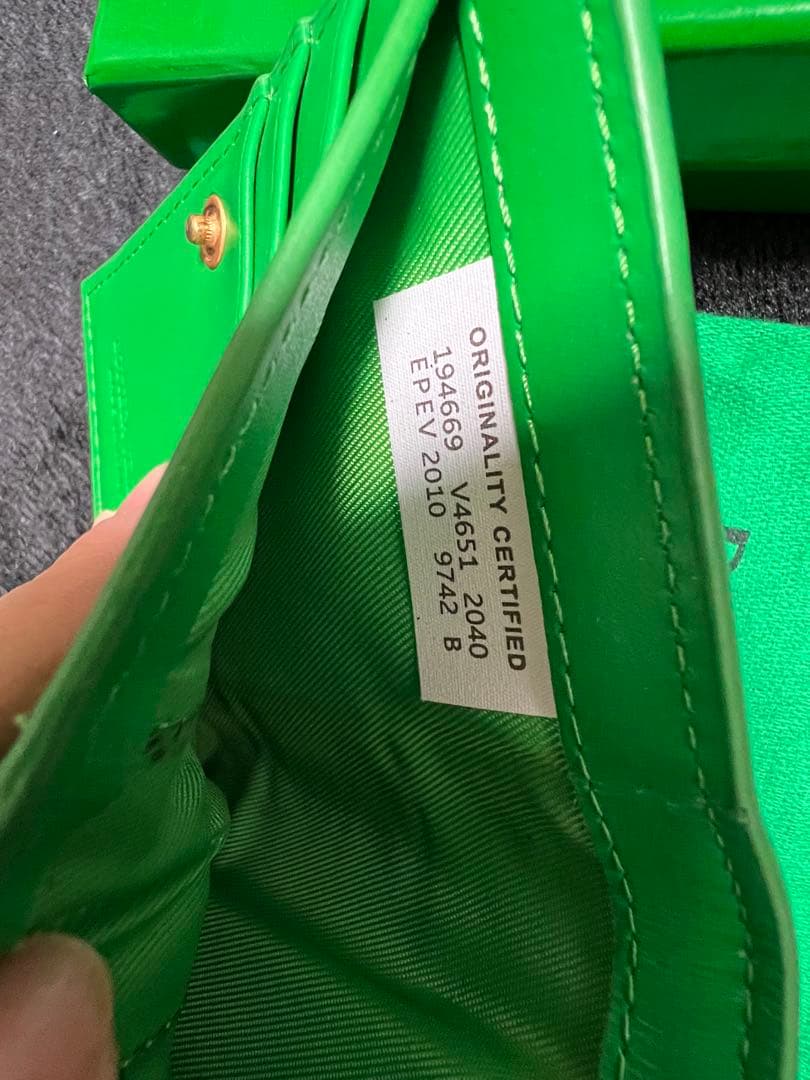 ORIGINALITY CERTIFIED
194669 V4651 2040
EPEV 2010 9742 B